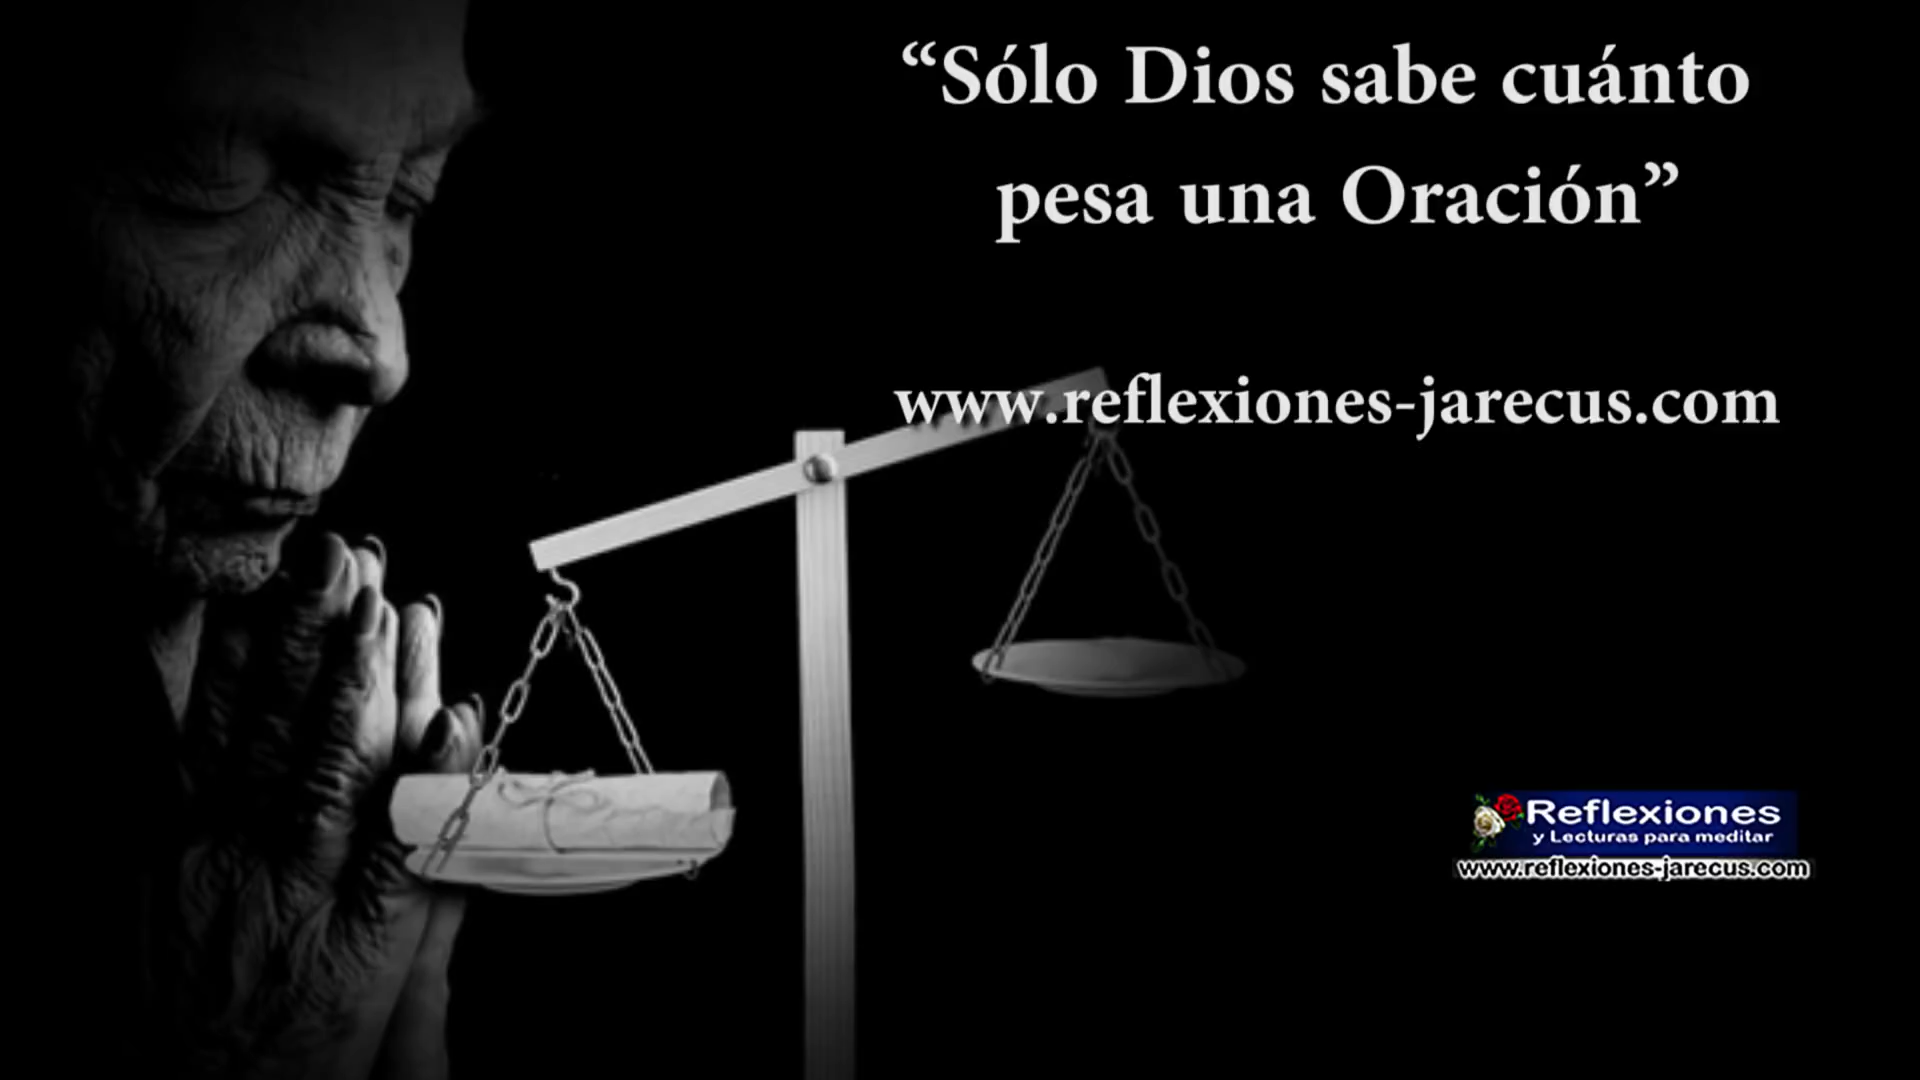 “Sólo Dios sabe cuánto
pesa una Oración”
www.reflexiones-jarecus.com
Reflexiones
y Lecturas para meditar
www.reflexiones-jarecus.com